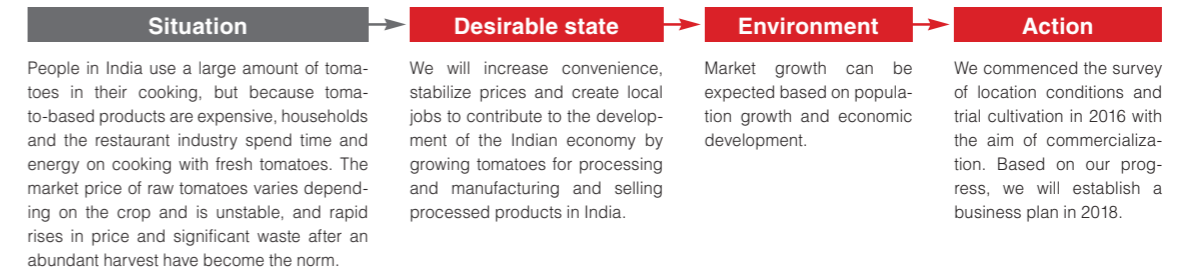 Situation
People in India use a large amount of toma-
toes in their cooking, but because toma-
to-based products are expensive, households
and the restaurant industry spend time and
energy on cooking with fresh tomatoes. The
market price of raw tomatoes varies depend-
ing on the crop and is unstable, and rapid
rises in price and significant waste after an
abundant harvest have become the norm.
Desirable state
We will increase convenience,
stabilize prices and create local
jobs to contribute to the develop-
ment of the Indian economy by
growing tomatoes for processing
and manufacturing and selling
processed products in India.
Environment
Market growth can be
expected based on popula-
tion growth and economic
development.
Action
We commenced the survey
of location conditions and
trial cultivation in 2016 with
the aim of commercializa-
tion. Based on our prog-
ress, we will establish a
business plan in 2018.